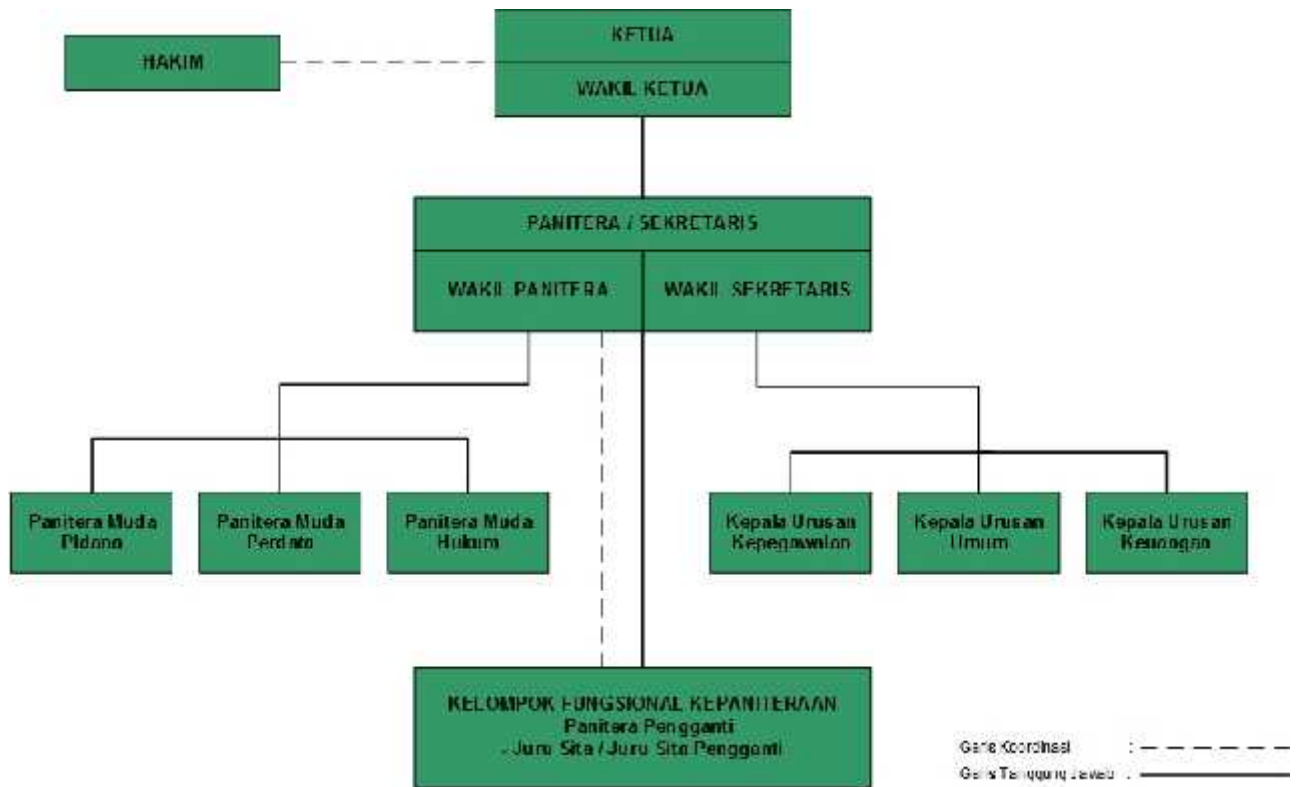 KETUA
HAKIM
WAKIL KETUA
PANITERA / SEKRETARIS
WAKIL PANITERA
WAKIL SEKRETARIS
Panitera Muda
Pidana
Panitera Muda
Perdata
Panitera Muda
Hukum
Kepala Urusan
Kepegawaian
Kepala Urusan
Umum
Kepala Urusan
Keuangan
KELOMPOK FUNGSIONAL KEPANITERAAN
Panitera Pengganti
- Juru Sita / Juru Sita Pengganti
Garis Koordinasi :
Garis Tanggung Jawab :